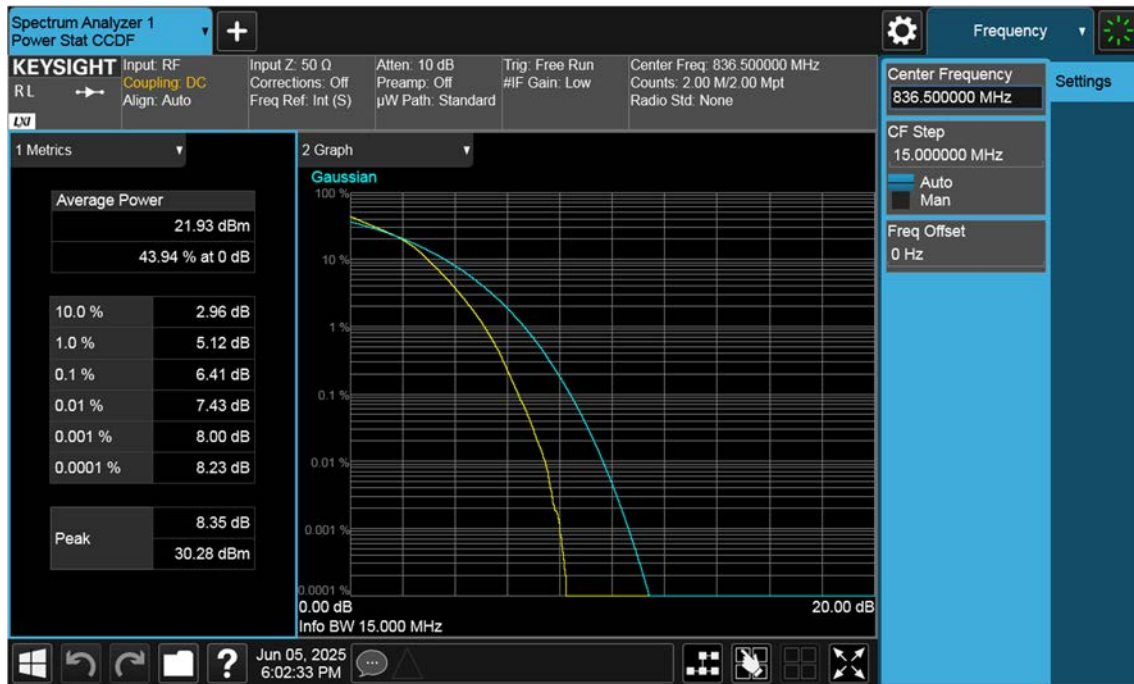 Spectrum Analyzer 1
Power Stat CCDF
+
Frequency
KEYSIGHT
RL
LXI
Input: RF
Coupling: DC
Align: Auto
Input Z: 50 Ω
Corrections: Off
Freq Ref: Int (S)
Atten: 10 dB
Preamp: Off
µW Path: Standard
Trig: Free Run
#IF Gain: Low
Center Freq: 836.500000 MHz
Counts: 2.00 M/2.00 Mpt
Radio Std: None
Center Frequency
836.500000 MHz
Settings
CF Step
15.000000 MHz
Auto
Man
Freq Offset
0 Hz
1 Metrics
Average Power
21.93 dBm
43.94 % at 0 dB
10.0 % 2.96 dB
1.0 % 5.12 dB
0.1 % 6.41 dB
0.01 % 7.43 dB
0.001 % 8.00 dB
0.0001 % 8.23 dB
Peak
8.35 dB
30.28 dBm
2 Graph
Gaussian
100 %
10 %
1 %
0.1 %
0.01 %
0.001 %
0.0001 %
0.00 dB 20.00 dB
Info BW 15.000 MHz
?
Jun 05, 2025
6:02:33 PM